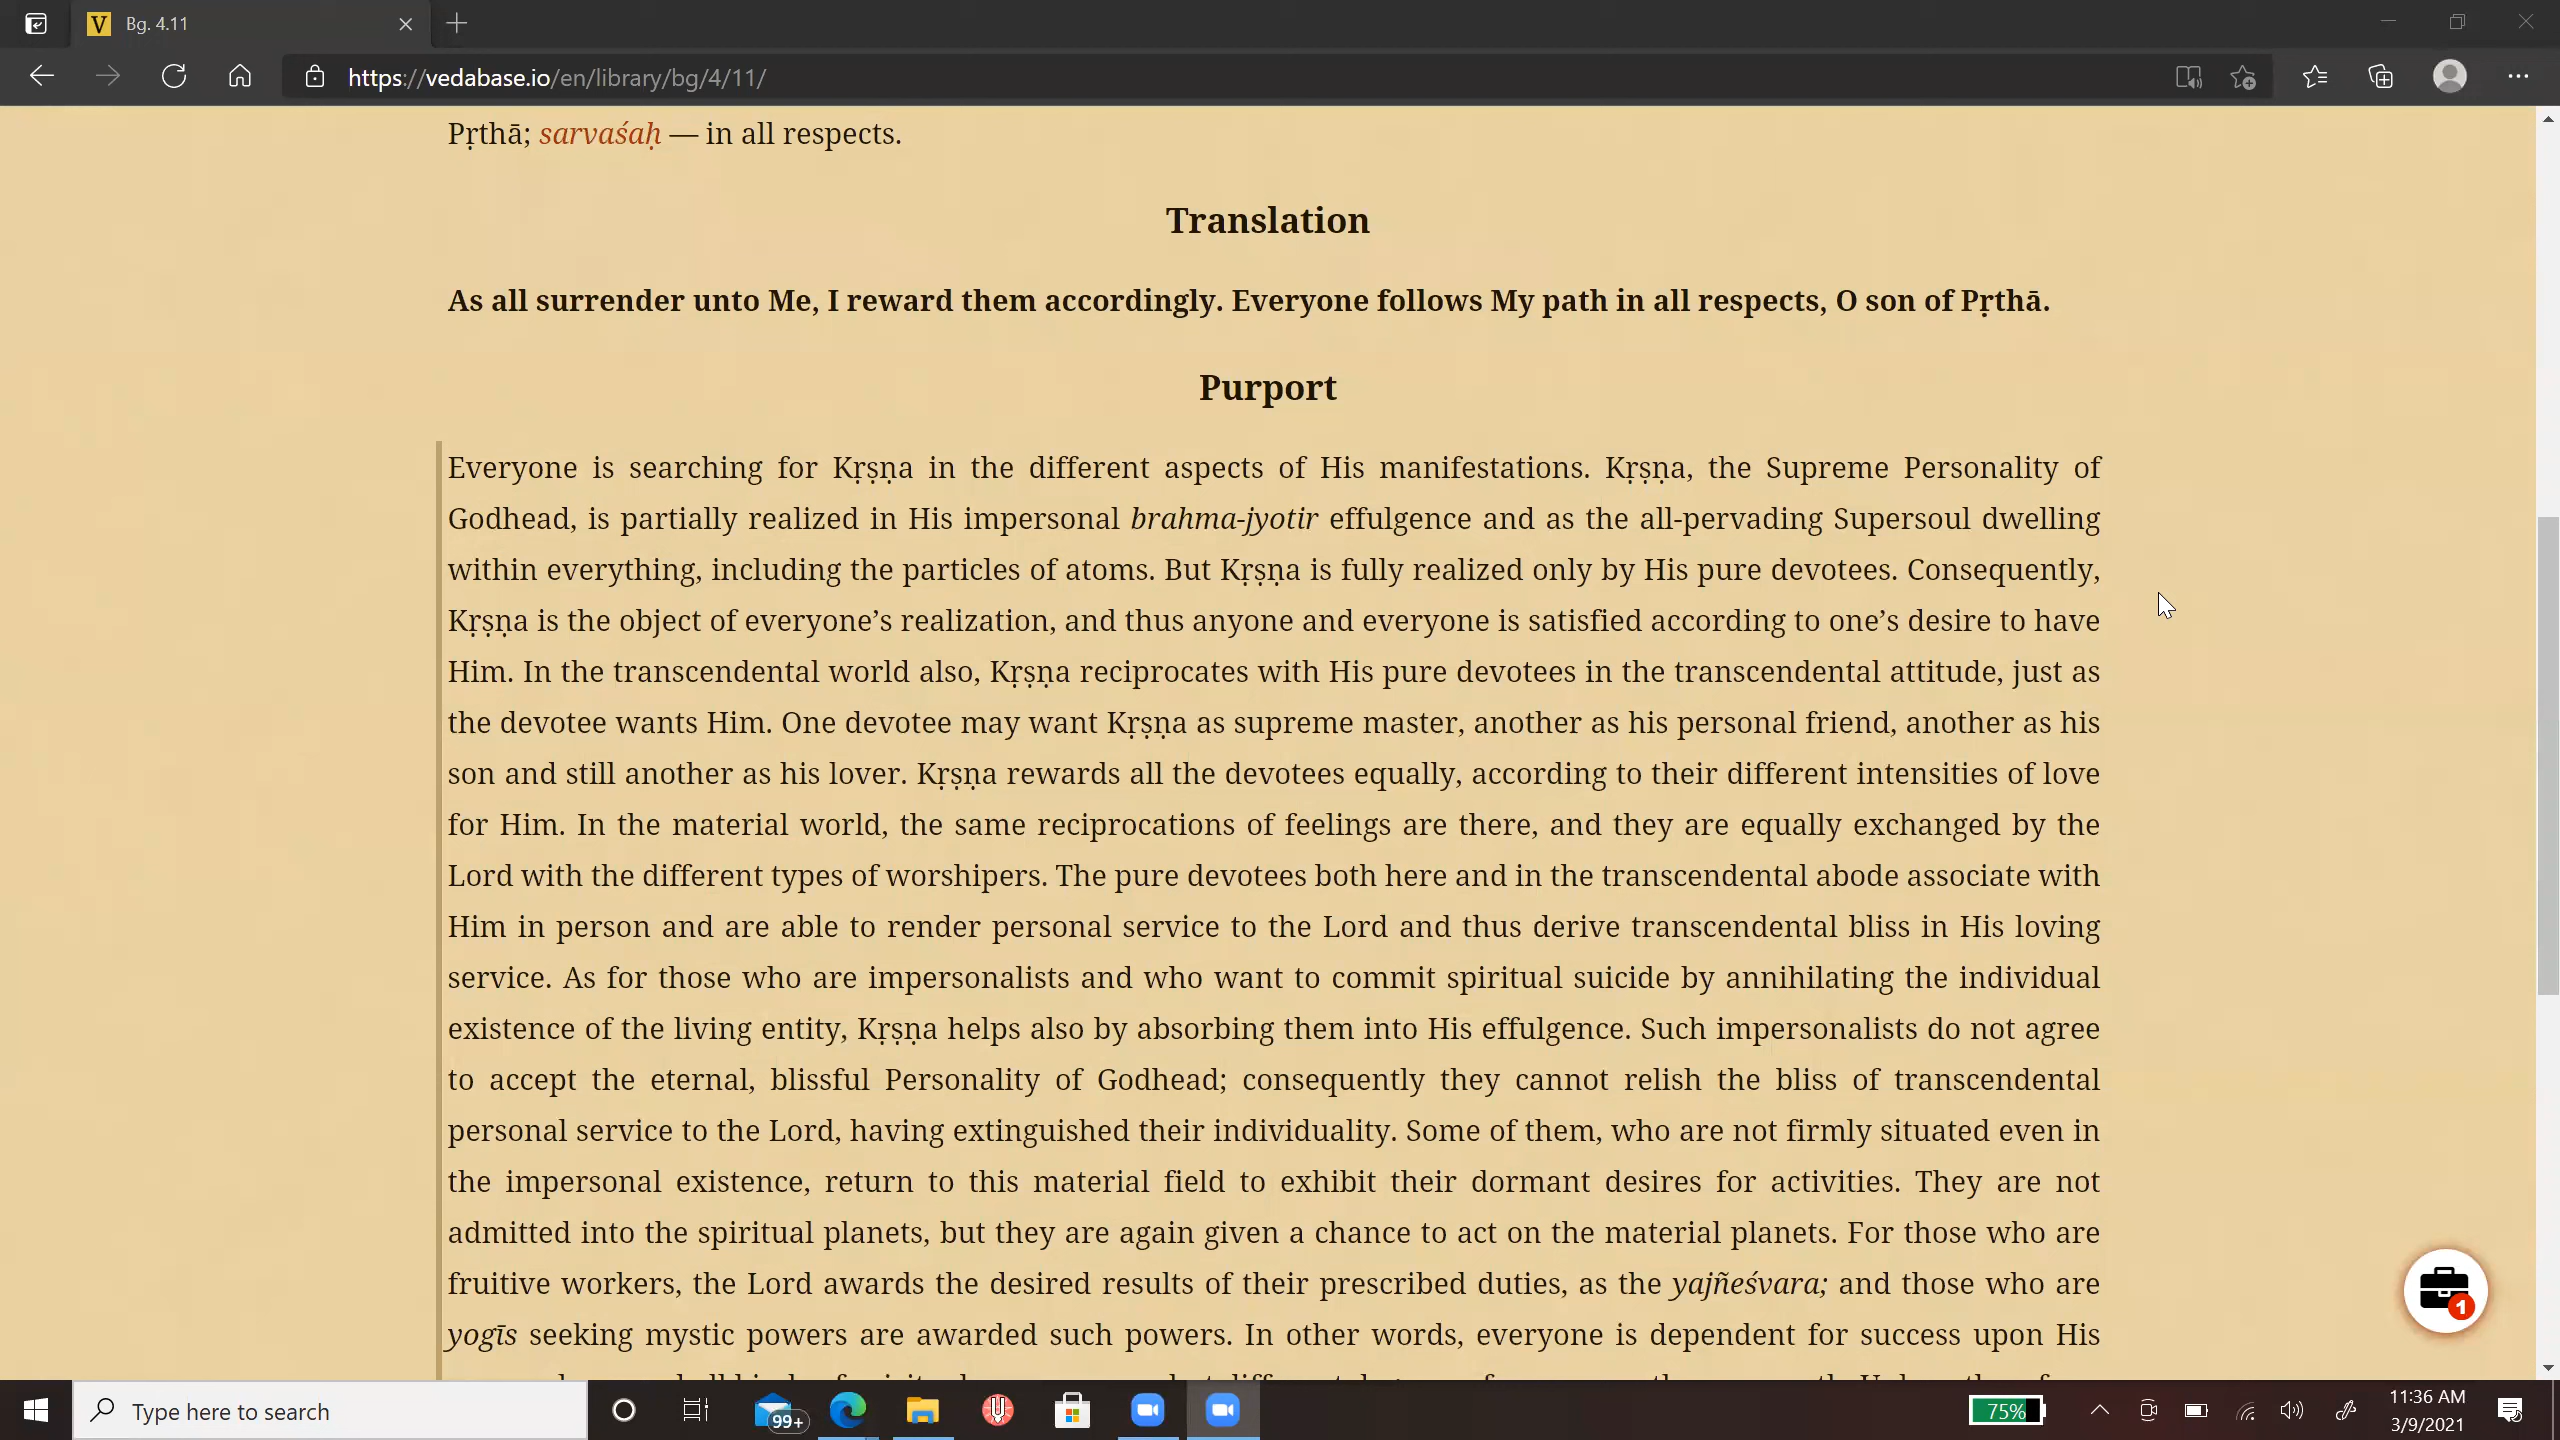 V Bg. 4.11
https://vedabase.io/en/library/bg/4/11/
Pṛthā; sarvaśaḥ — in all respects.
Translation
As all surrender unto Me, I reward them accordingly. Everyone follows My path in all respects, O son of Pṛthā.
Purport
Everyone is searching for Kṛṣṇa in the different aspects of His manifestations. Kṛṣṇa, the Supreme Personality of
Godhead, is partially realized in His impersonal brahma-jyotir effulgence and as the all-pervading Supersoul dwelling
within everything, including the particles of atoms. But Kṛṣṇa is fully realized only by His pure devotees. Consequently,
Kṛṣṇa is the object of everyone’s realization, and thus anyone and everyone is satisfied according to one’s desire to have
Him. In the transcendental world also, Kṛṣṇa reciprocates with His pure devotees in the transcendental attitude, just as
the devotee wants Him. One devotee may want Kṛṣṇa as supreme master, another as his personal friend, another as his
son and still another as his lover. Kṛṣṇa rewards all the devotees equally, according to their different intensities of love
for Him. In the material world, the same reciprocations of feelings are there, and they are equally exchanged by the
Lord with the different types of worshipers. The pure devotees both here and in the transcendental abode associate with
Him in person and are able to render personal service to the Lord and thus derive transcendental bliss in His loving
service. As for those who are impersonalists and who want to commit spiritual suicide by annihilating the individual
existence of the living entity, Kṛṣṇa helps also by absorbing them into His effulgence. Such impersonalists do not agree
to accept the eternal, blissful Personality of Godhead; consequently they cannot relish the bliss of transcendental
personal service to the Lord, having extinguished their individuality. Some of them, who are not firmly situated even in
the impersonal existence, return to this material field to exhibit their dormant desires for activities. They are not
admitted into the spiritual planets, but they are again given a chance to act on the material planets. For those who are
fruitive workers, the Lord awards the desired results of their prescribed duties, as the yajñeśvara; and those who are
yogīs seeking mystic powers are awarded such powers. In other words, everyone is dependent for success upon His
1
Type here to search
99+
75%
11:36 AM
3/9/2021